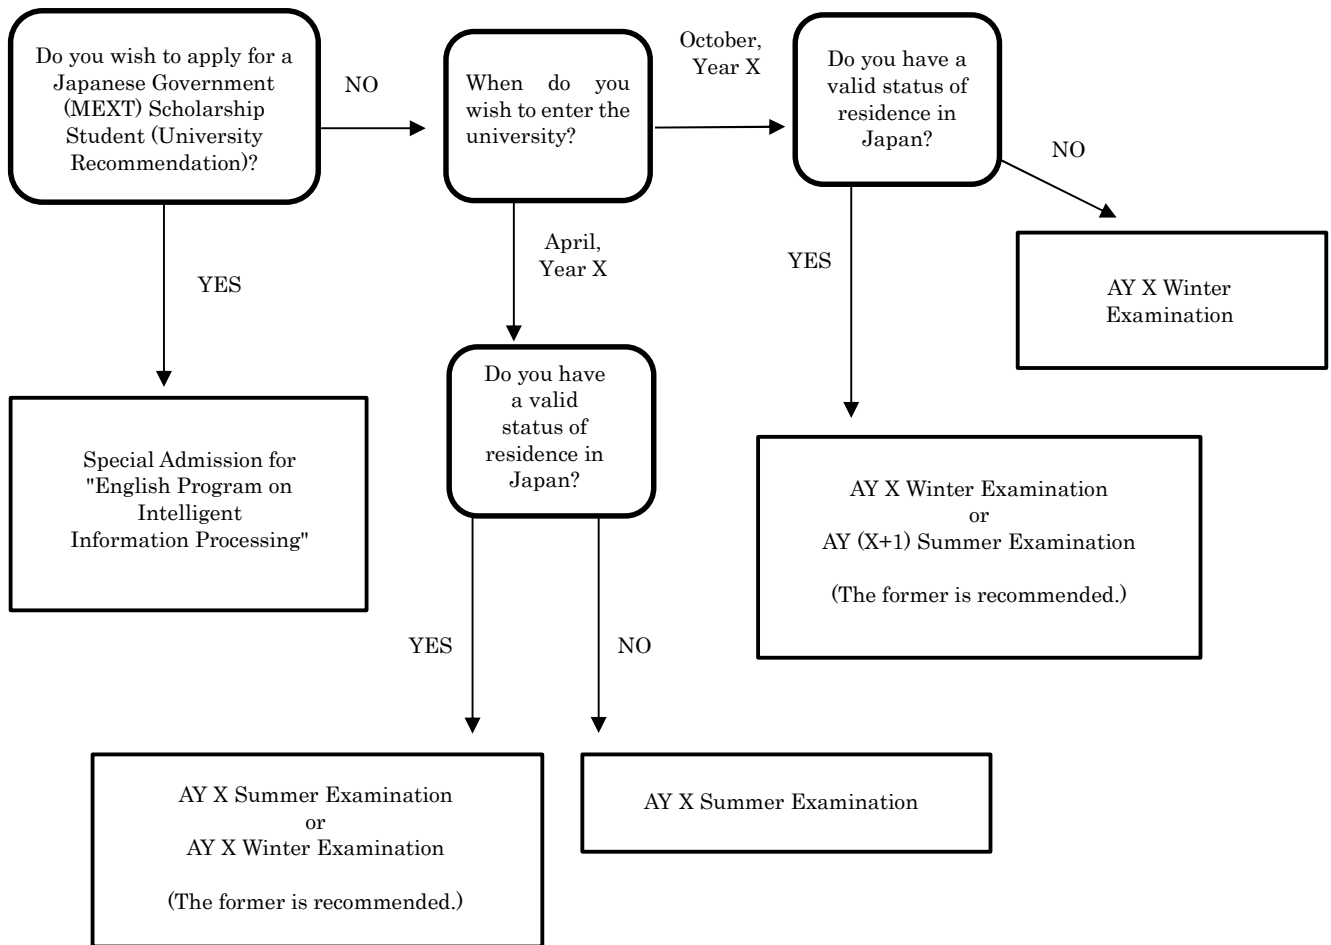 Do you wish to apply for a
Japanese Government
(MEXT) Scholarship
Student (University
Recommendation)?
NO
When do you
wish to enter the
university?
October,
Year X
Do you have a
valid status of
residence in
Japan?
NO
YES
April,
Year X
YES
AY X Winter
Examination
Do you have
a valid
status of
residence in
Japan?
Special Admission for
"English Program on
Intelligent
Information Processing"
AY X Winter Examination
or
AY (X+1) Summer Examination
(The former is recommended.)
YES
NO
AY X Summer Examination
or
AY X Winter Examination
(The former is recommended.)
AY X Summer Examination